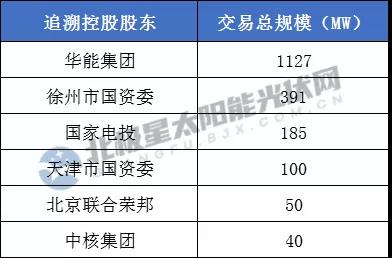 追溯控股股东 交易总规模（MW）
华能集团 1127
徐州市国资委 391
国家电投 185
天津市国资委 100
北京联合荣邦 50
中核集团 40
北极星太阳能光伏网
GUANGFU.BJX.COM.CN